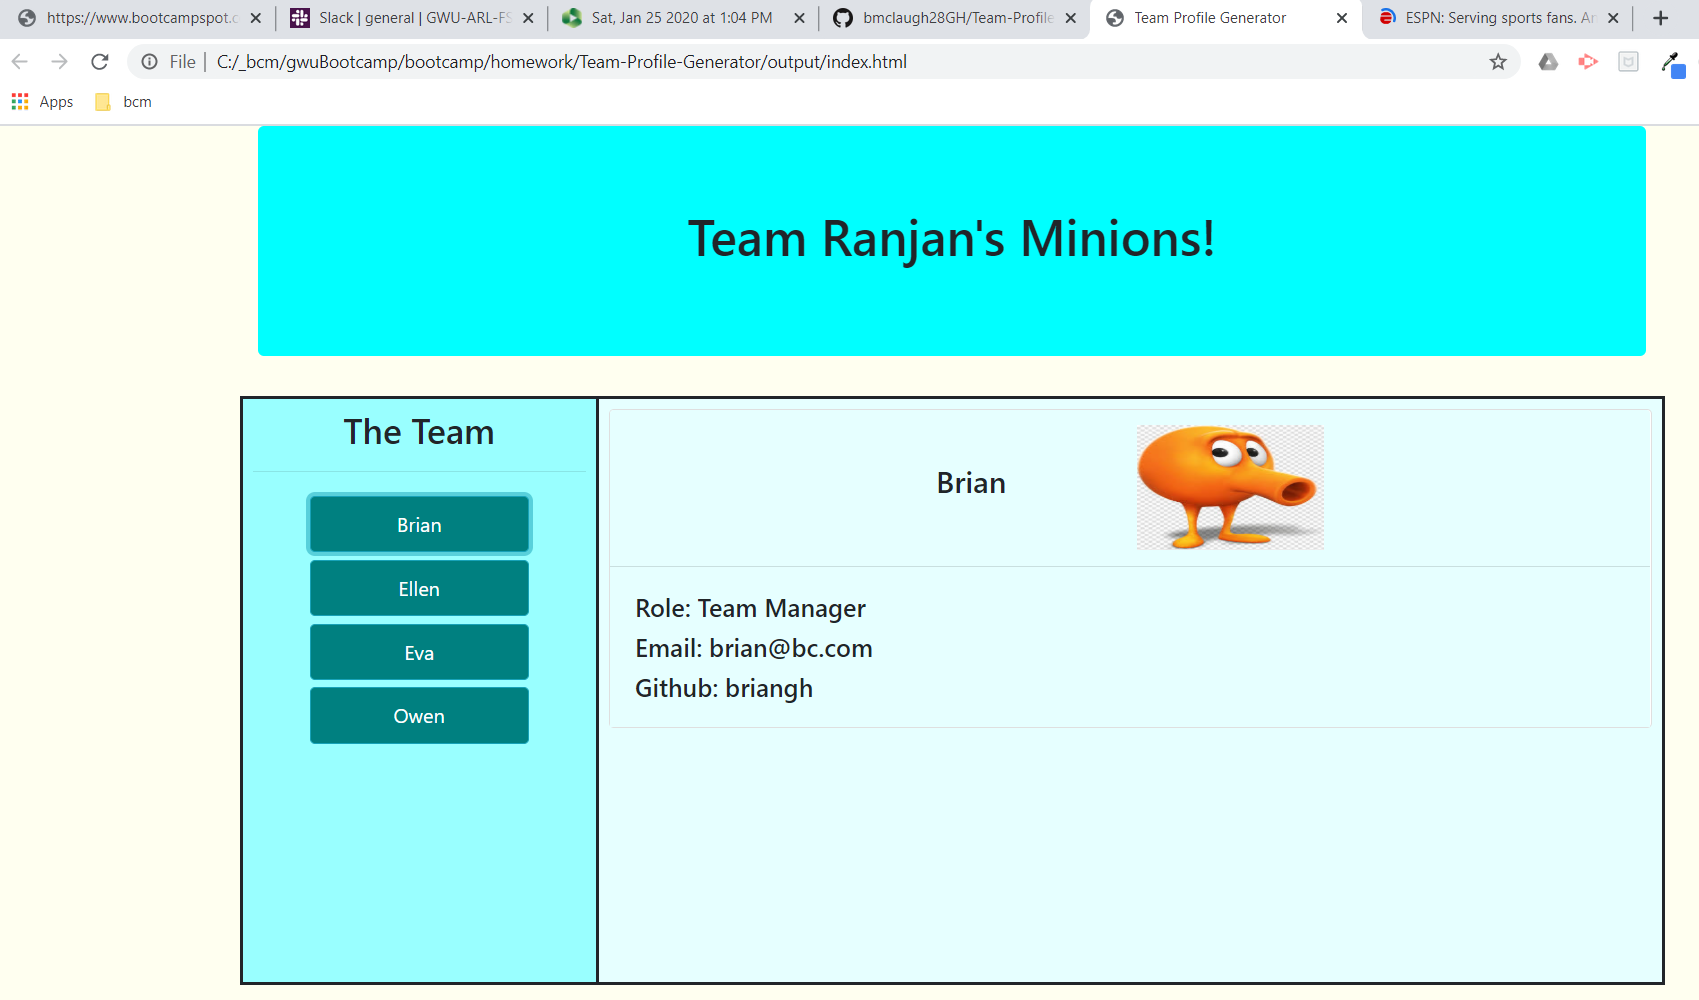 https://www.bootcampspot.c
Slack | general | GWU-ARL-FS
Sat, Jan 25 2020 at 1:04 PM
bmclaugh28GH/Team-Profile
Team Profile Generator
ESPN: Serving sports fans. An
File | C:/_bcm/gwuBootcamp/bootcamp/homework/Team-Profile-Generator/output/index.html
Apps
bcm
Team Ranjan's Minions!
The Team
Brian
Ellen
Eva
Owen
Brian
Role: Team Manager
Email: brian@bc.com
Github: briangh